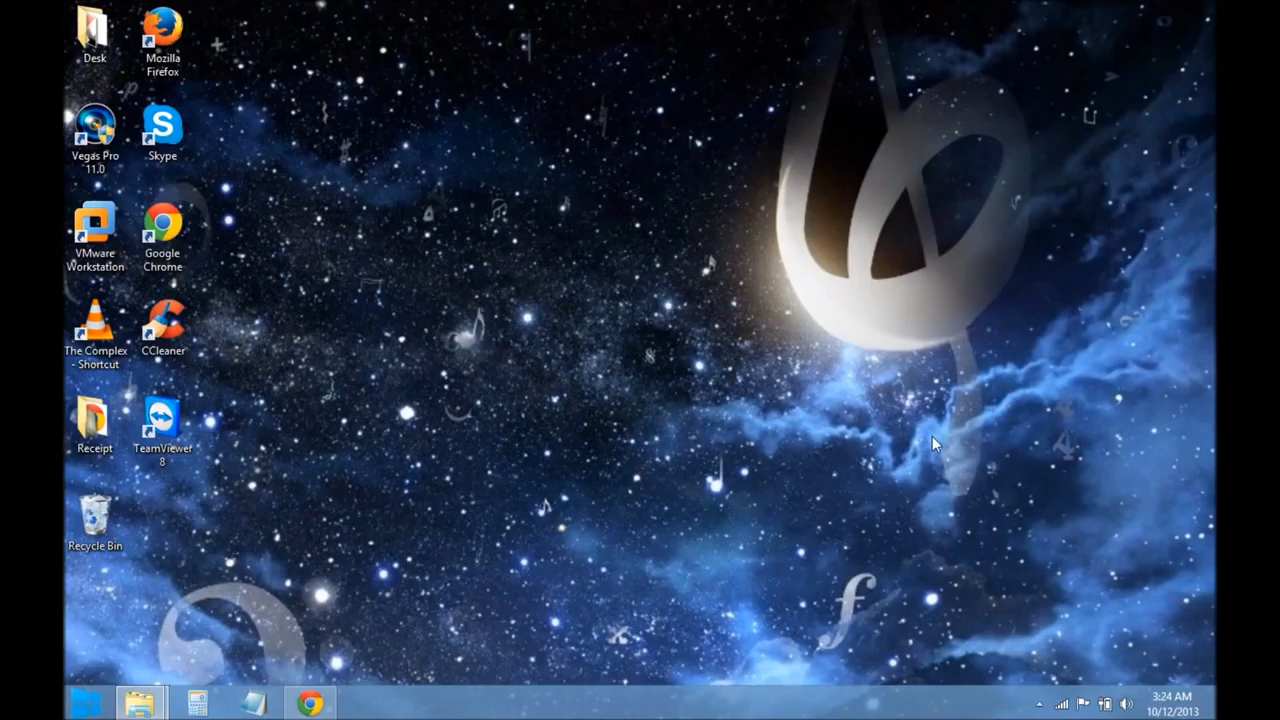 Desk
Mozilla
Firefox
Vegas Pro
11.0
Skype
VMware
Workstation
Google
Chrome
The Complex
- Shortcut
CCleaner
Receipt
TeamViewer
8
Recycle Bin
3:24 AM
10/12/2013